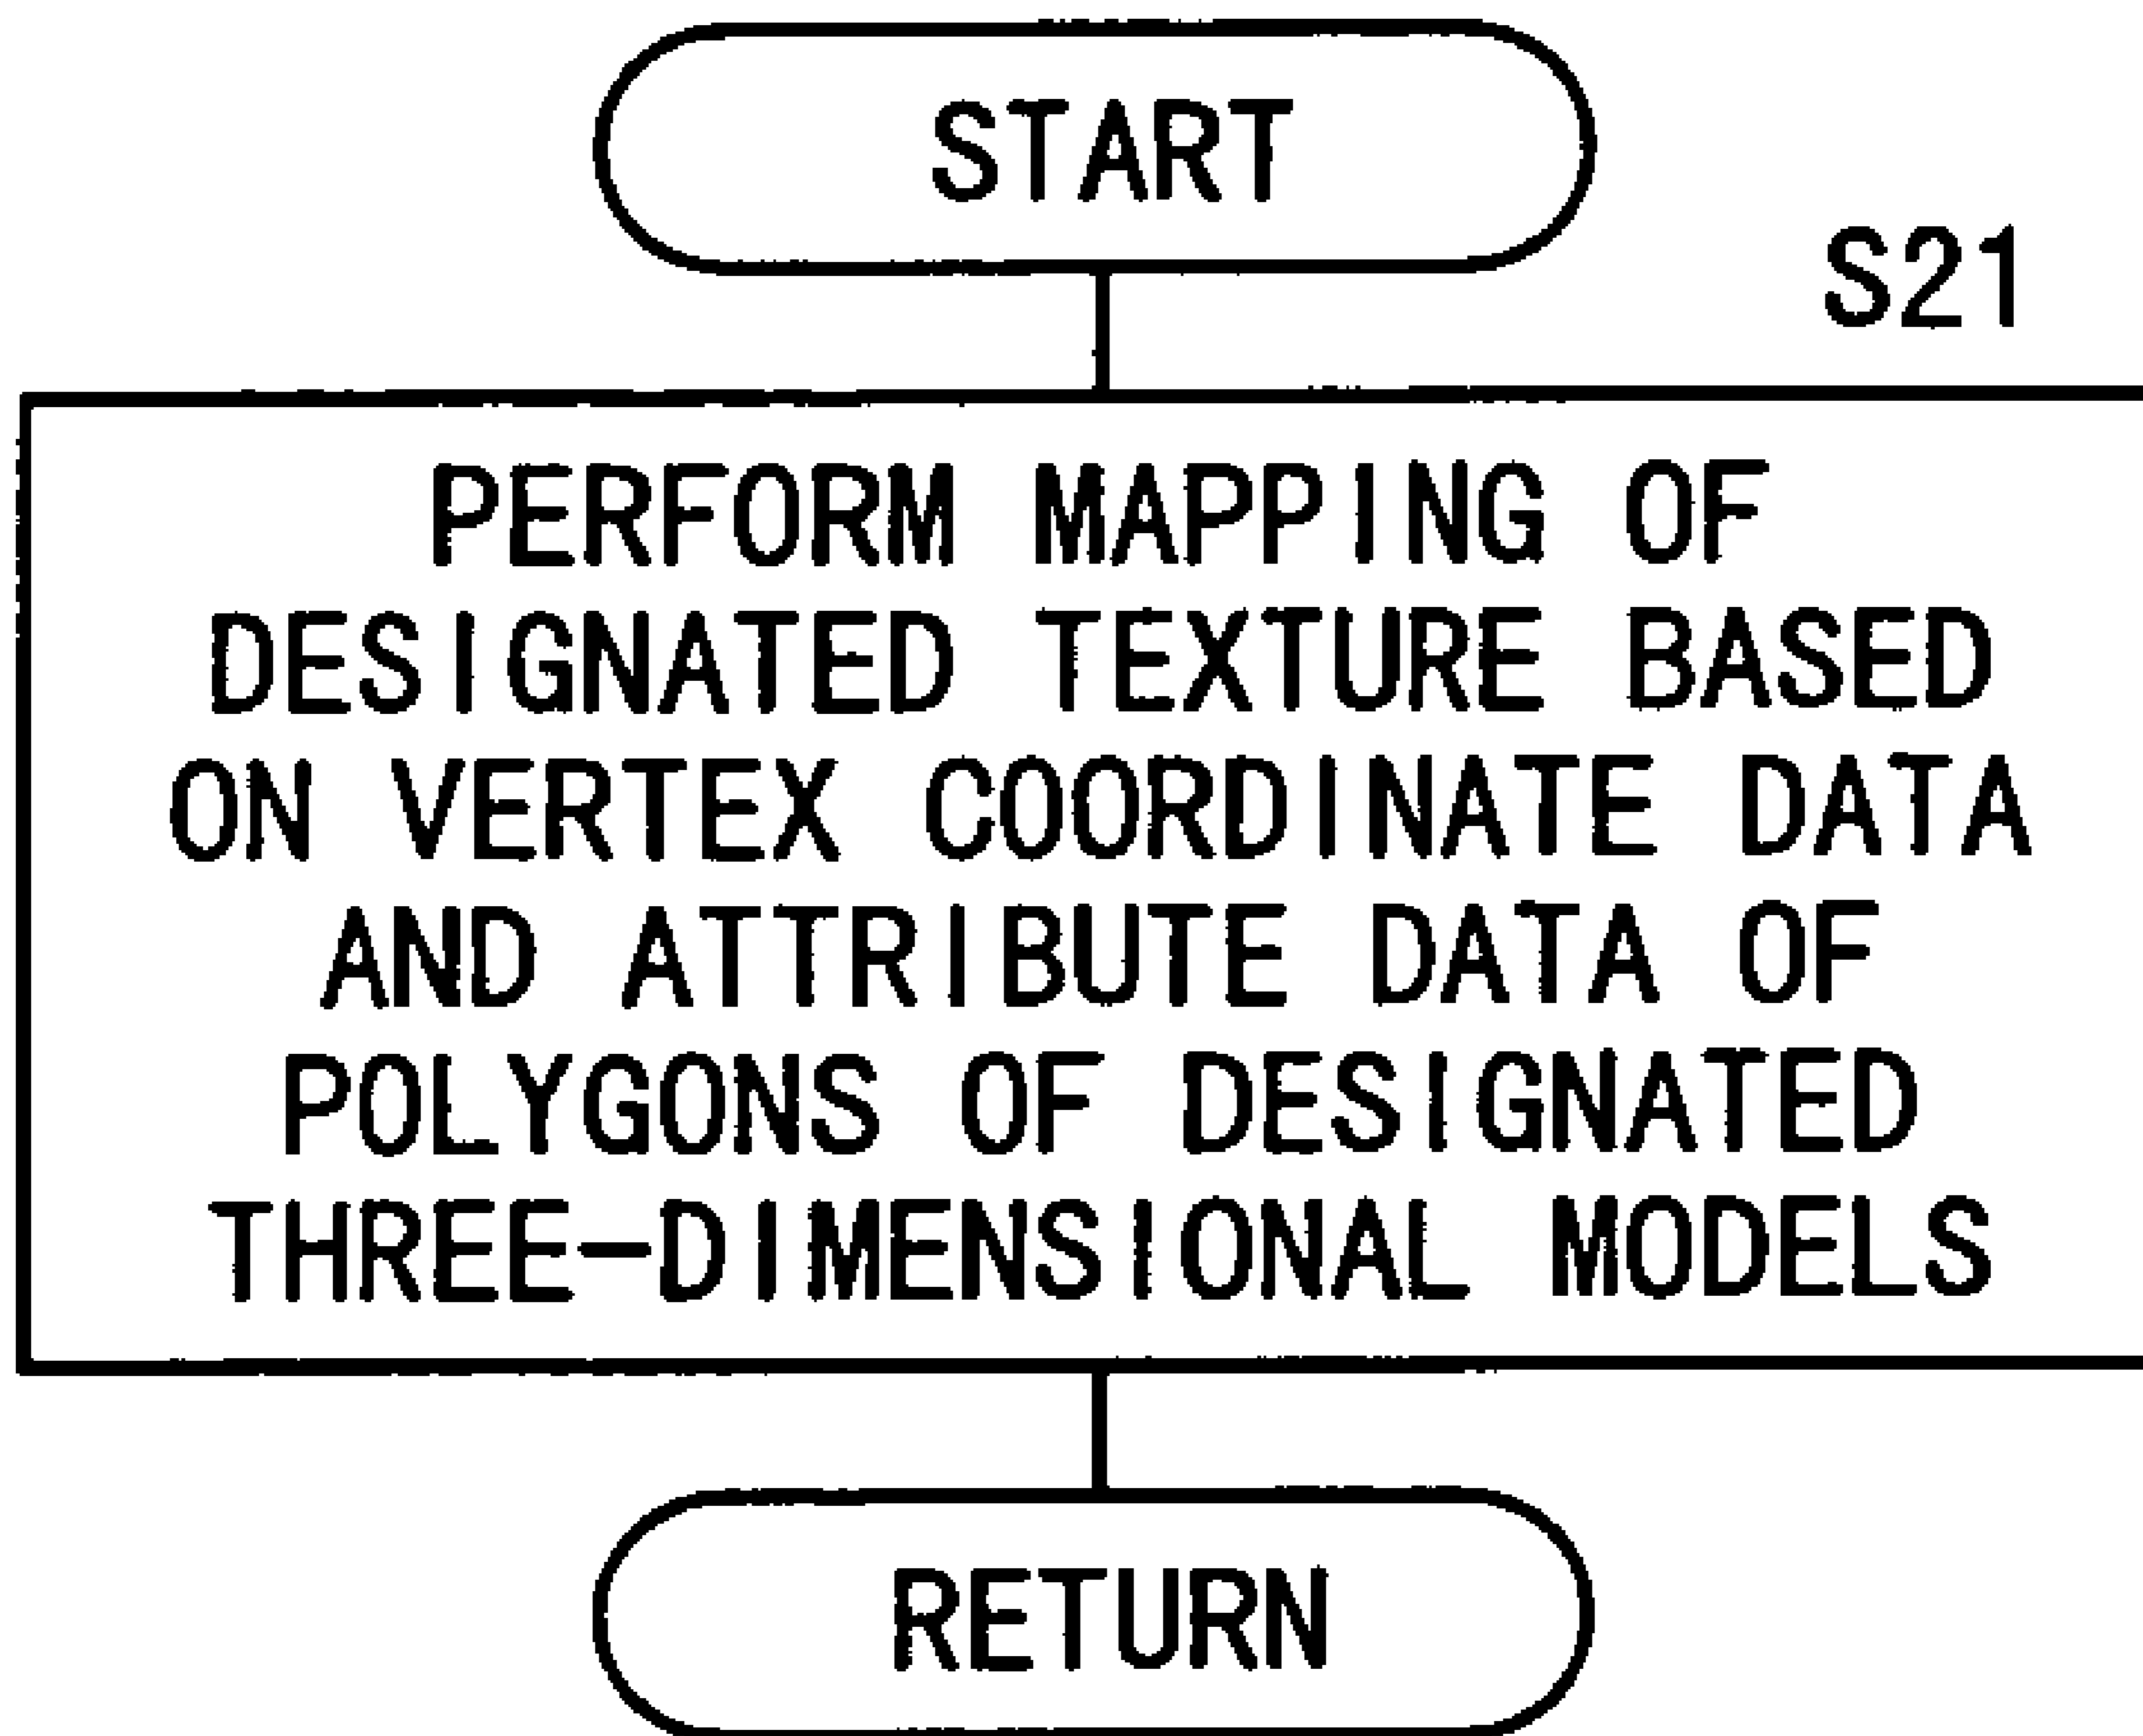 START
S21
PERFORM MAPPING OF
DESIGNATED TEXTURE BASED
ON VERTEX COORDINATE DATA
AND ATTRIBUTE DATA OF
POLYGONS OF DESIGNATED
THREE-DIMENSIONAL MODELS
RETURN